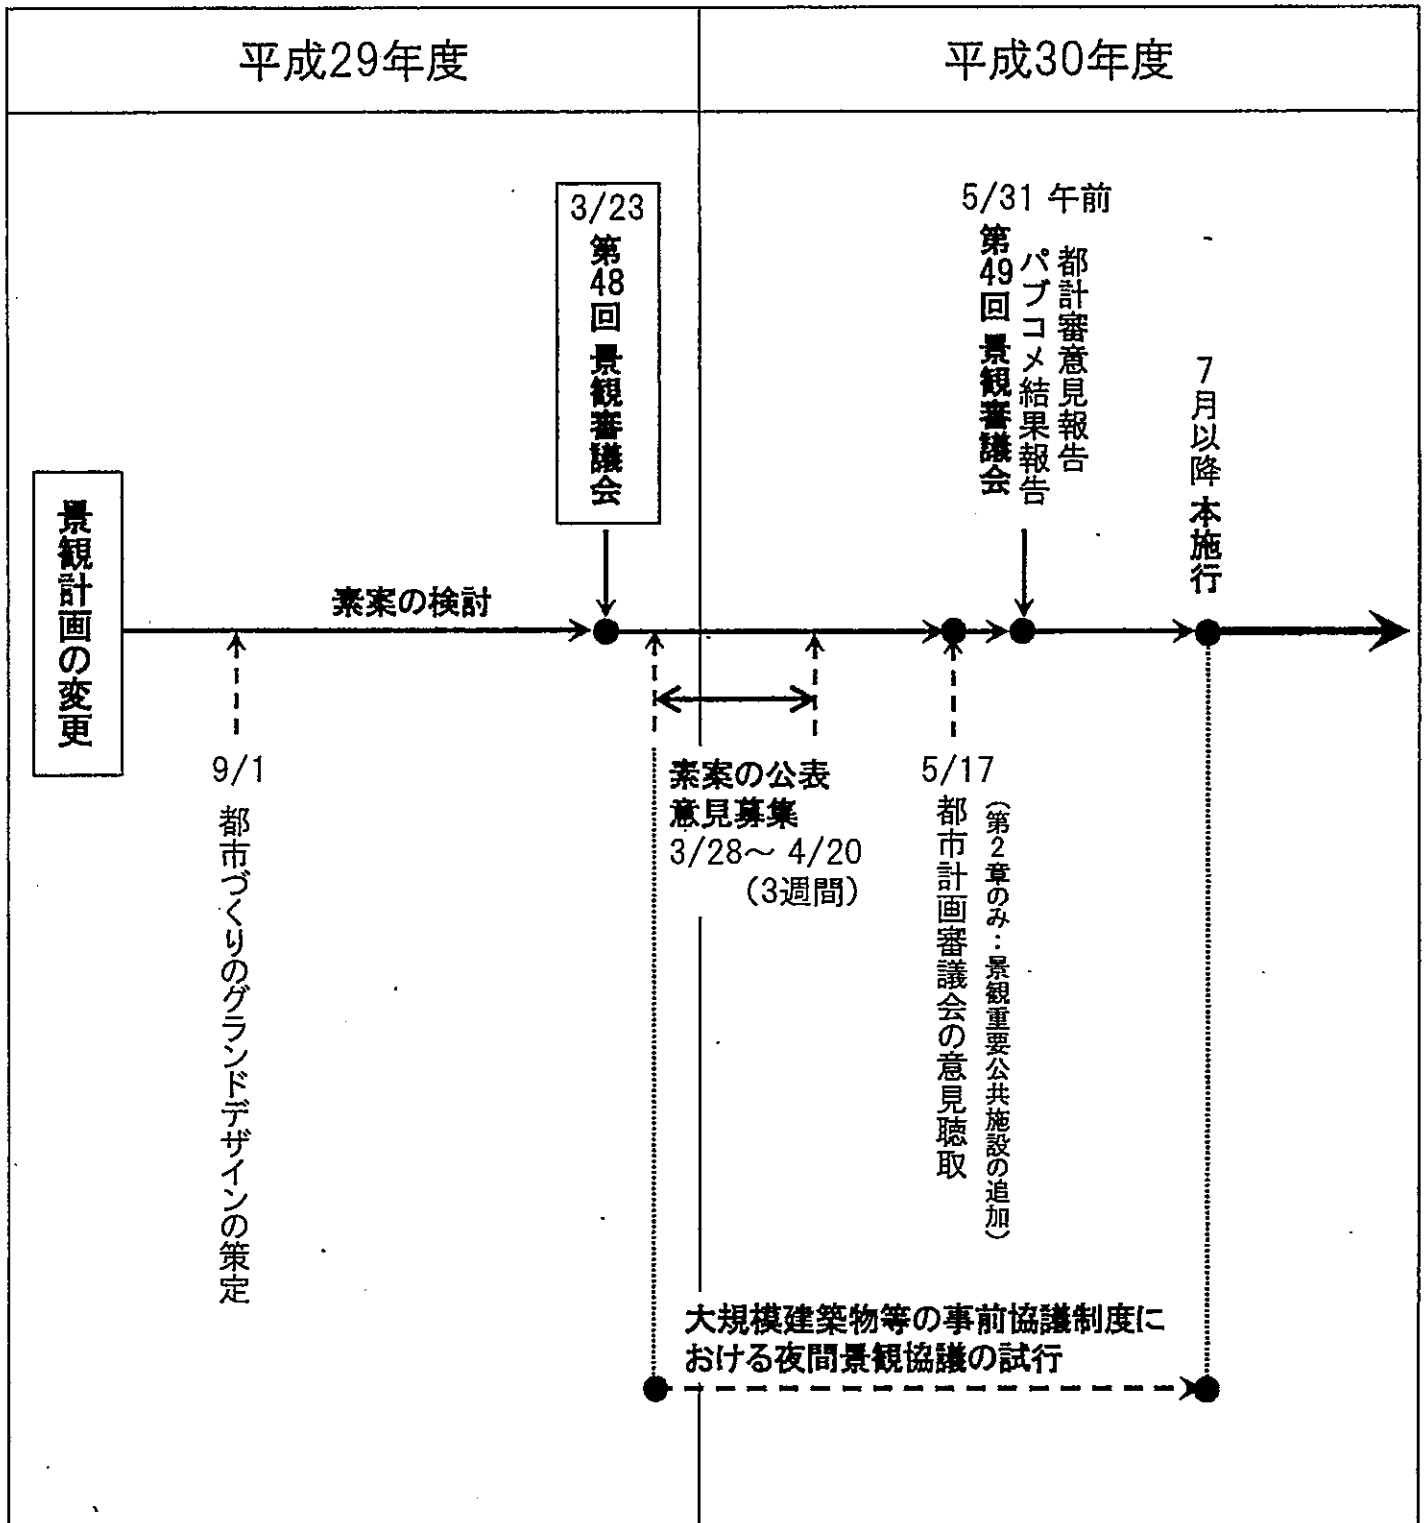 平成29年度
平成30年度
景観計画の変更
素案の検討
9/1
都市づくりのグランドデザインの策定
3/23
第48回 景観審議会
素案の公表
意見募集
3/28～ 4/20
（3週間）
5/17
都市計画審議会の意見聴取
（第2章のみ：景観重要公共施設の追加）
5/31 午前
第49回 景観審議会
パブコメ結果報告
都計審意見報告
7月以降 本施行
大規模建築物等の事前協議制度に
おける夜間景観協議の試行